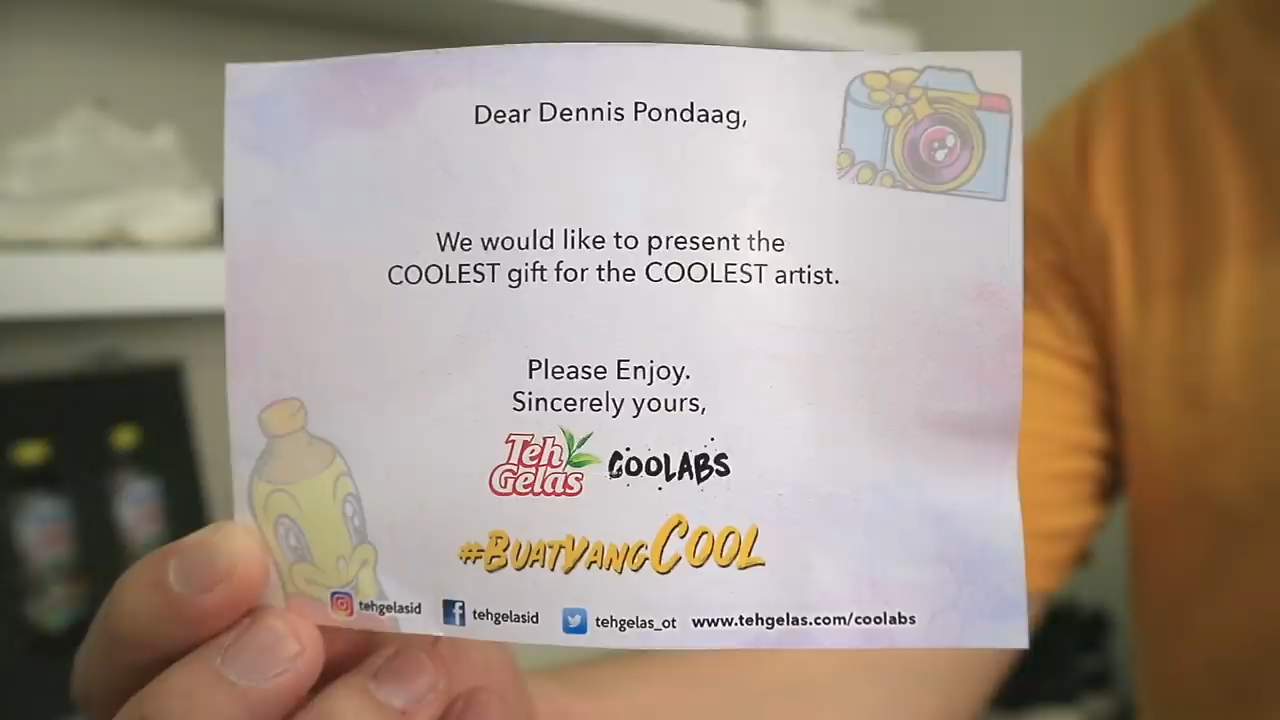 Dear Dennis Pondaag,
We would like to present the
COOLEST gift for the COOLEST artist.
Please Enjoy.
Sincerely yours,
Teh Gelas COOLABS
#BUATYANGCOOL
tehgelasid tehgelasid tehgelas_ot www.tehgelas.com/coolabs